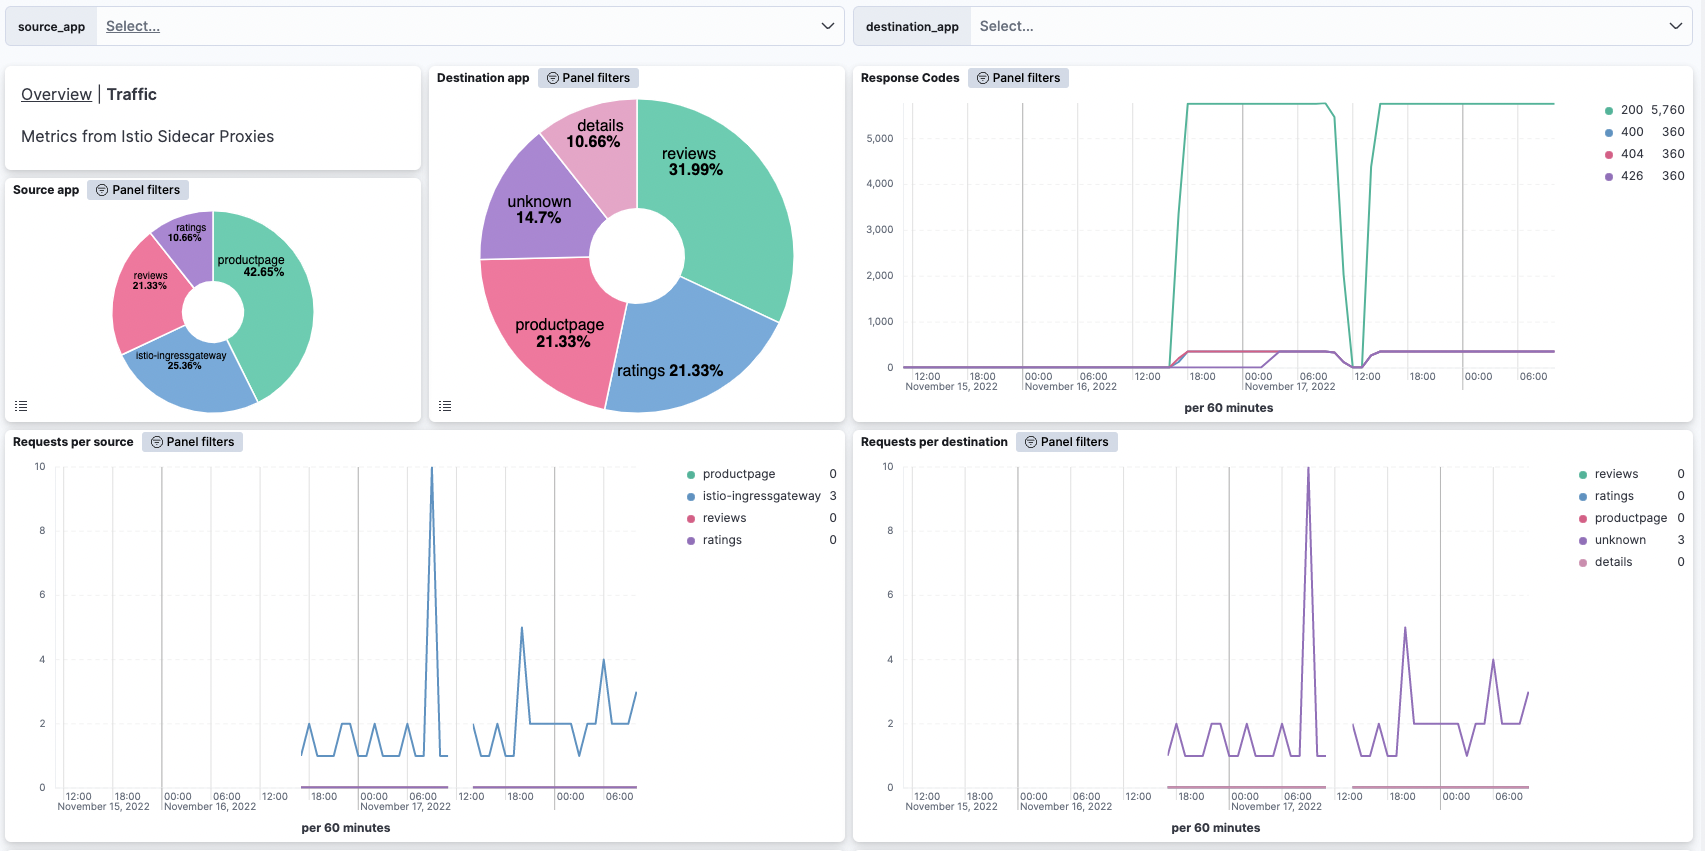 source_app Select...
destination_app Select...
Overview | Traffic
Metrics from Istio Sidecar Proxies
Source app Panel filters
ratings
10.66%
productpage
42.65%
reviews
21.33%
istio-ingressgateway
25.36%
Destination app Panel filters
details
10.66%
reviews
31.99%
unknown
14.7%
productpage
21.33%
ratings 21.33%
Response Codes Panel filters
5,000
4,000
3,000
2,000
1,000
0
12:00 18:00 00:00 06:00 12:00 18:00 00:00 06:00 12:00 18:00 00:00 06:00
November 15, 2022 November 16, 2022 November 17, 2022
per 60 minutes
200 5,760
400 360
404 360
426 360
Requests per source Panel filters
10
8
6
4
2
0
12:00 18:00 00:00 06:00 12:00 18:00 00:00 06:00 12:00 18:00 00:00 06:00
November 15, 2022 November 16, 2022 November 17, 2022
per 60 minutes
productpage 0
istio-ingressgateway 3
reviews 0
ratings 0
Requests per destination Panel filters
10
8
6
4
2
0
12:00 18:00 00:00 06:00 12:00 18:00 00:00 06:00 12:00 18:00 00:00 06:00
November 15, 2022 November 16, 2022 November 17, 2022
per 60 minutes
reviews 0
ratings 0
productpage 0
unknown 3
details 0